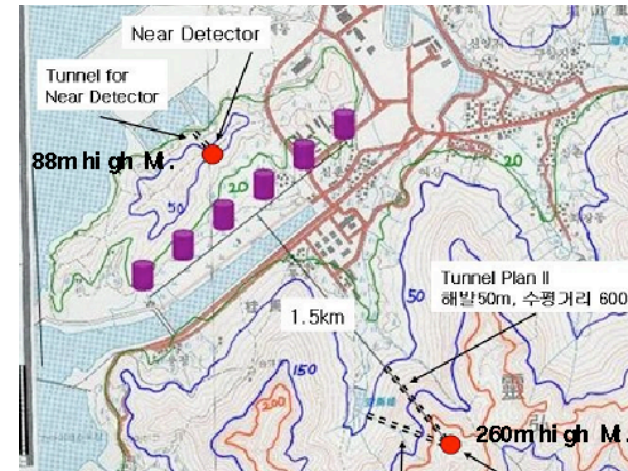 Near Detector
Tunnel for
Near Detector
88m high Mt.
20
20
50
Tunnel Plan II
해발50m, 수평거리 600
50
1.5km
150
200
260m high Mt.